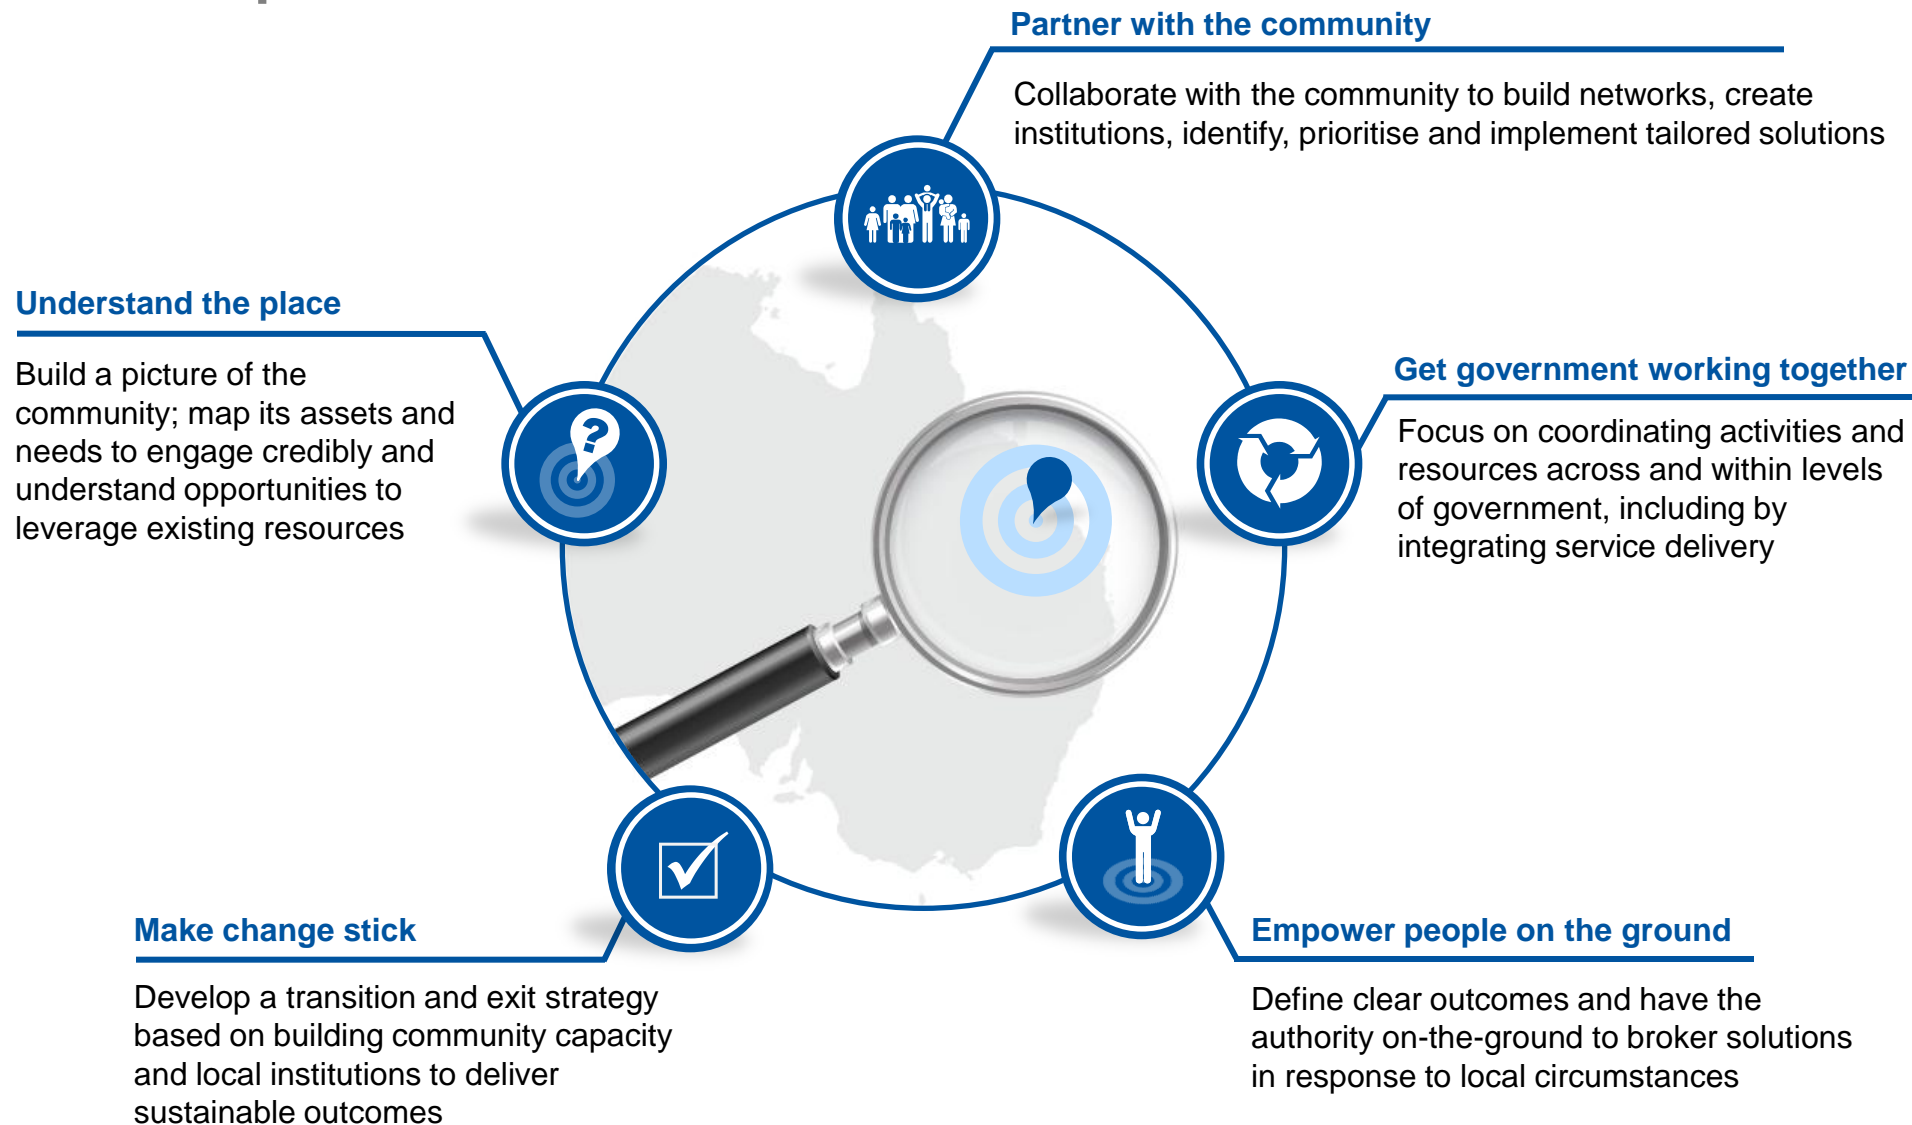 Partner with the community
Collaborate with the community to build networks, create
institutions, identify, prioritise and implement tailored solutions
Understand the place
Build a picture of the
community; map its assets and
needs to engage credibly and
understand opportunities to
leverage existing resources
?
Get government working together
Focus on coordinating activities and
resources across and within levels
of government, including by
integrating service delivery
Make change stick
Develop a transition and exit strategy
based on building community capacity
and local institutions to deliver
sustainable outcomes
Empower people on the ground
Define clear outcomes and have the
authority on-the-ground to broker solutions
in response to local circumstances